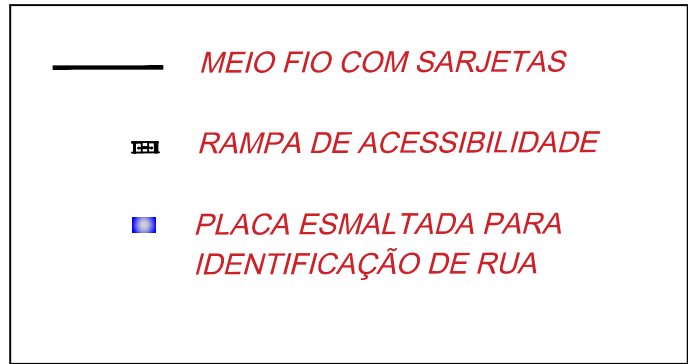 MEIO FIO COM SARJETAS
RAMPA DE ACESSIBILIDADE
PLACA ESMALTADA PARA
IDENTIFICAÇÃO DE RUA